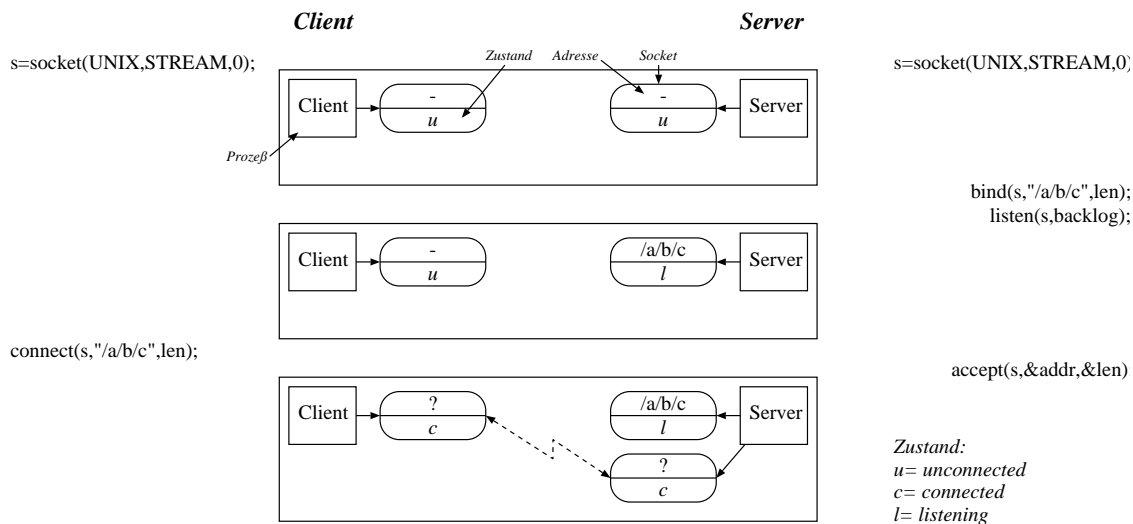 Client Server
s=socket(UNIX,STREAM,0); Zustand Adresse Socket s=socket(UNIX,STREAM,0)
Client - - Server
u u
Prozeß
bind(s,"/a/b/c",len);
listen(s,backlog);
Client - /a/b/c Server
u l
connect(s,"/a/b/c",len);
accept(s,&addr,&len)
Client ? /a/b/c Server
c l
Zustand:
? u= unconnected
c c= connected
l= listening